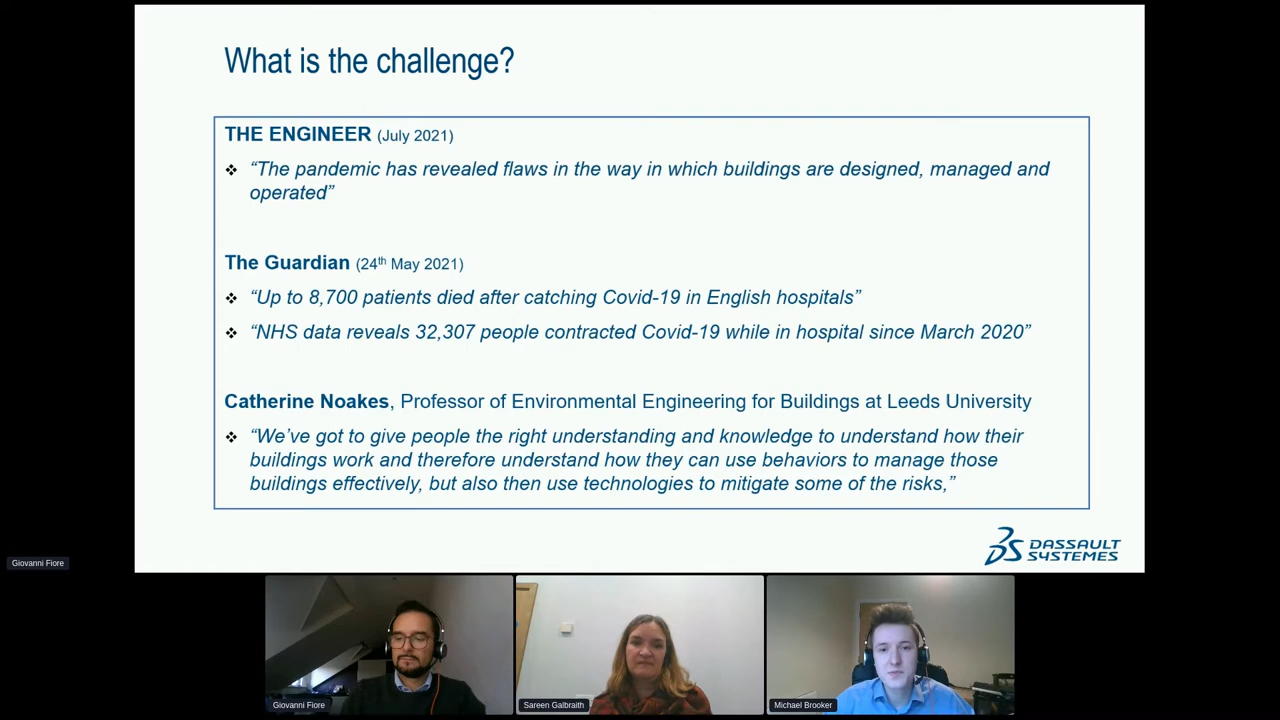 What is the challenge?
THE ENGINEER (July 2021)
❖ “The pandemic has revealed flaws in the way in which buildings are designed, managed and
operated”
The Guardian (24th May 2021)
❖ “Up to 8,700 patients died after catching Covid-19 in English hospitals”
❖ “NHS data reveals 32,307 people contracted Covid-19 while in hospital since March 2020”
Catherine Noakes, Professor of Environmental Engineering for Buildings at Leeds University
❖ “We’ve got to give people the right understanding and knowledge to understand how their
buildings work and therefore understand how they can use behaviors to manage those
buildings effectively, but also then use technologies to mitigate some of the risks,”
DASSAULT
SYSTEMES
Giovanni Fiore
Giovanni Fiore
Sareen Galbraith
Michael Brooker